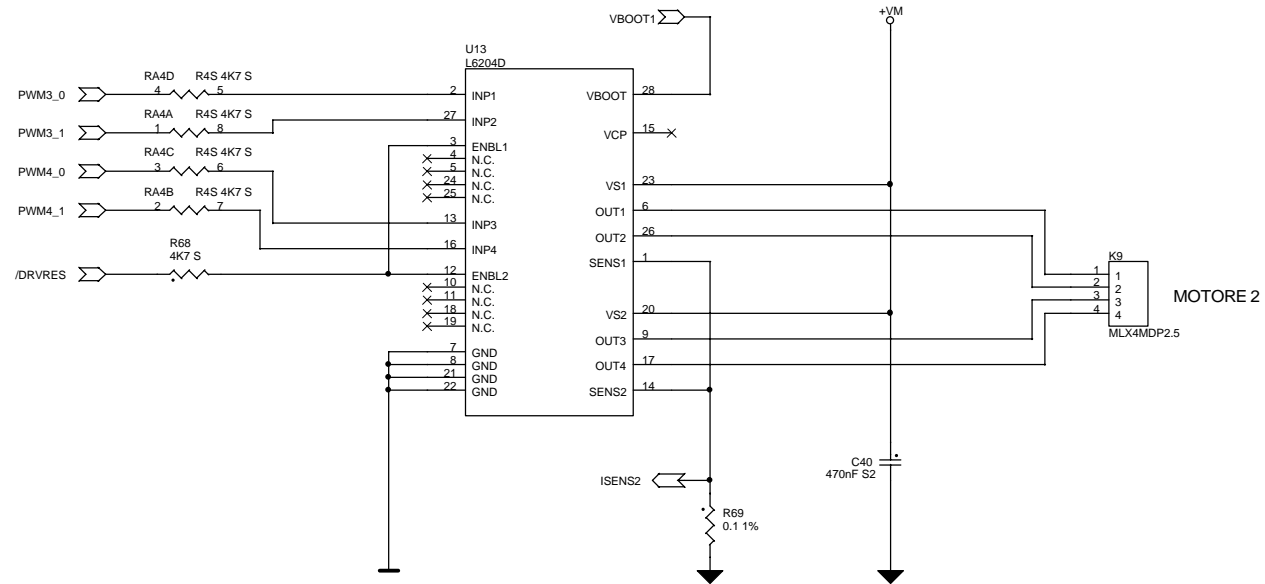 VBOOT1
+VM
U13
L6204D
RA4D R4S 4K7 S
PWM3_0 4 5 2 INP1 VBOOT 28
RA4A R4S 4K7 S
PWM3_1 1 8 27 INP2 VCP 15
RA4C R4S 4K7 S
3 ENBL1
PWM4_0 3 6
4 N.C.
5 N.C.
24 N.C.
25 N.C.
VS1 23
RA4B R4S 4K7 S
PWM4_1 2 7
OUT1 6
13 INP3
OUT2 26
R68
4K7 S
16 INP4
SENS1 1
/DRVRES 12 ENBL2
10 N.C.
11 N.C.
18 N.C.
19 N.C.
VS2 20
K9
1 1
2 2
3 3
4 4
MLX4MDP2.5
MOTORE 2
7 GND
8 GND
21 GND
22 GND
OUT3 9
OUT4 17
SENS2 14
C40
470nF S2
ISENS2
R69
0.1 1%